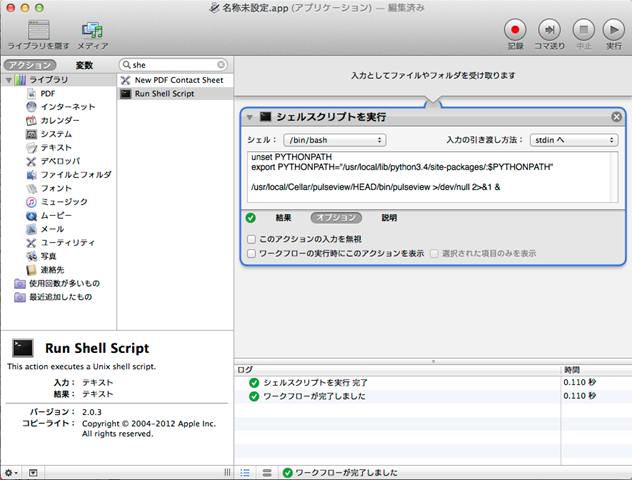 名称未設定.app (アプリケーション) — 編集済み
ライブラリを隠す
メディア
記録
コマ送り
中止
実行
アクション
変数
she
ライブラリ
PDF
インターネット
カレンダー
システム
テキスト
デベロッパ
ファイルとフォルダ
フォント
ミュージック
ムービー
メール
ユーティリティ
写真
連絡先
使用回数が多いもの
最近追加したもの
New PDF Contact Sheet
Run Shell Script
入力としてファイルやフォルダを受け取ります
シェルスクリプトを実行
シェル： /bin/bash
入力の引き渡し方法： stdin へ
unset PYTHONPATH
export PYTHONPATH="/usr/local/lib/python3.4/site-packages/:$PYTHONPATH"
/usr/local/Cellar/pulseview/HEAD/bin/pulseview >/dev/null 2>&1 &
結果
オプション
説明
このアクションの入力を無視
ワークフローの実行時にこのアクションを表示
選択された項目のみを表示
Run Shell Script
This action executes a Unix shell script.
入力： テキスト
結果： テキスト
バージョン： 2.0.3
コピーライト： Copyright © 2004-2012 Apple Inc.
All rights reserved.
ログ
時間
シェルスクリプトを実行 完了
0.110 秒
ワークフローが完了しました
0.110 秒
ワークフローが完了しました